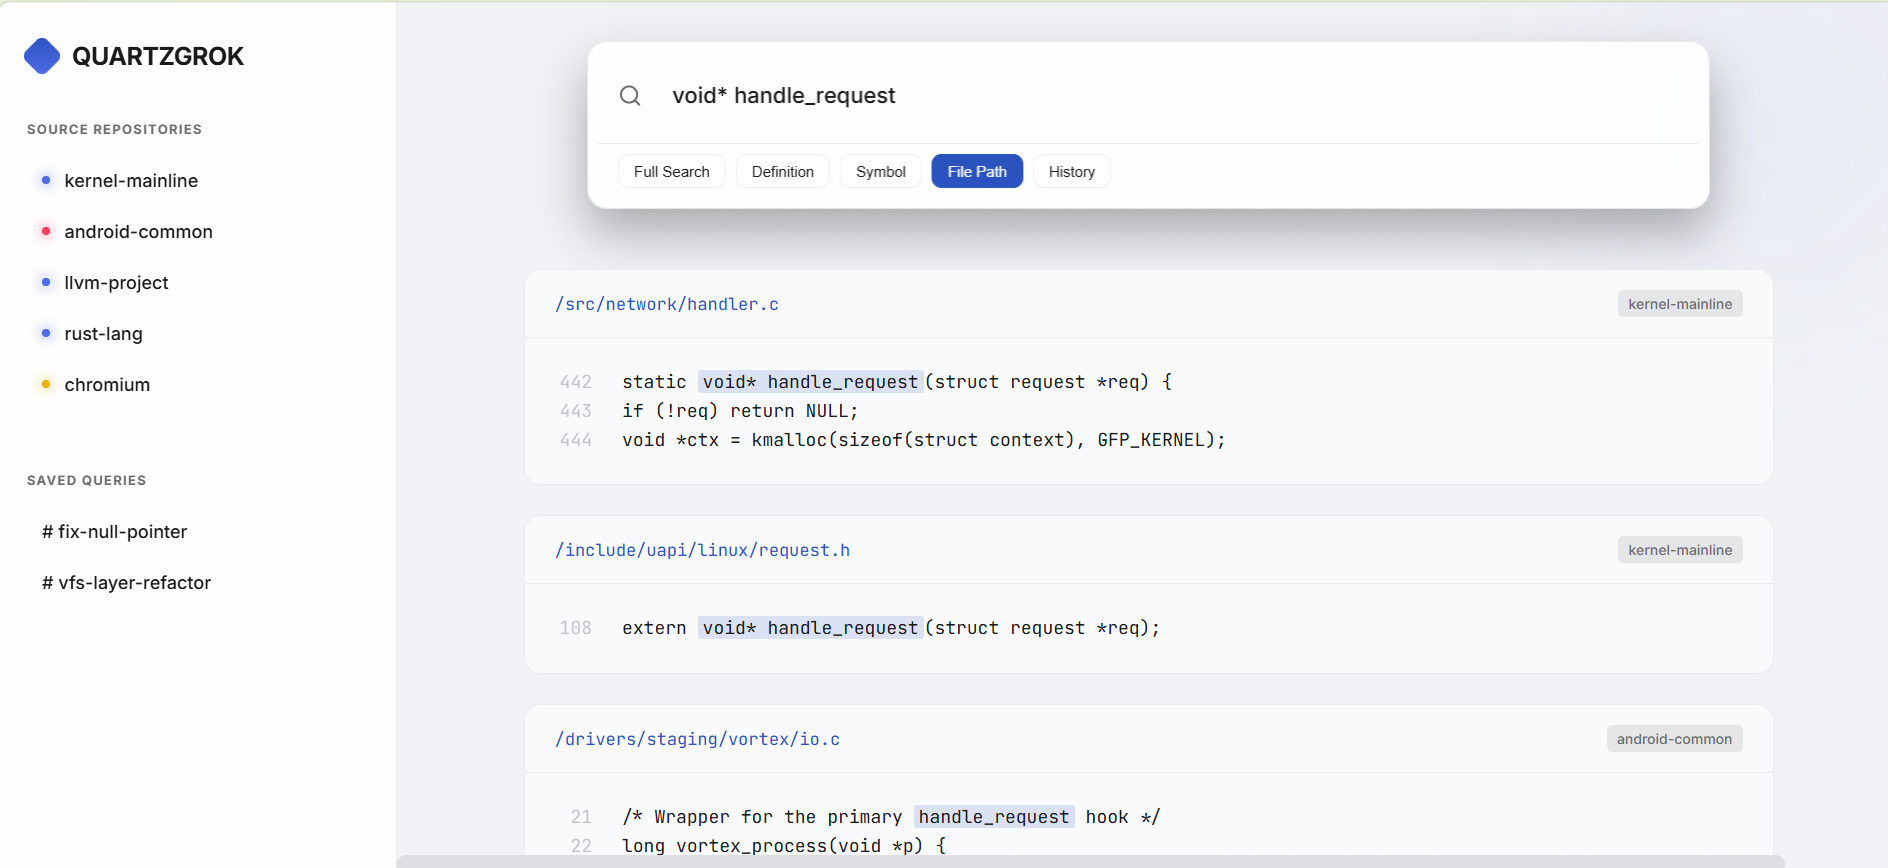 QUARTZGROK
SOURCE REPOSITORIES
kernel-mainline
android-common
llvm-project
rust-lang
chromium
SAVED QUERIES
# fix-null-pointer
# vfs-layer-refactor
void* handle_request
Full Search Definition Symbol File Path History
/src/network/handler.c kernel-mainline
442 static void* handle_request(struct request *req) {
443 if (!req) return NULL;
444 void *ctx = kmalloc(sizeof(struct context), GFP_KERNEL);
/include/uapi/linux/request.h kernel-mainline
108 extern void* handle_request(struct request *req);
/drivers/staging/vortex/io.c android-common
21 /* Wrapper for the primary handle_request hook */
22 long vortex_process(void *p) {